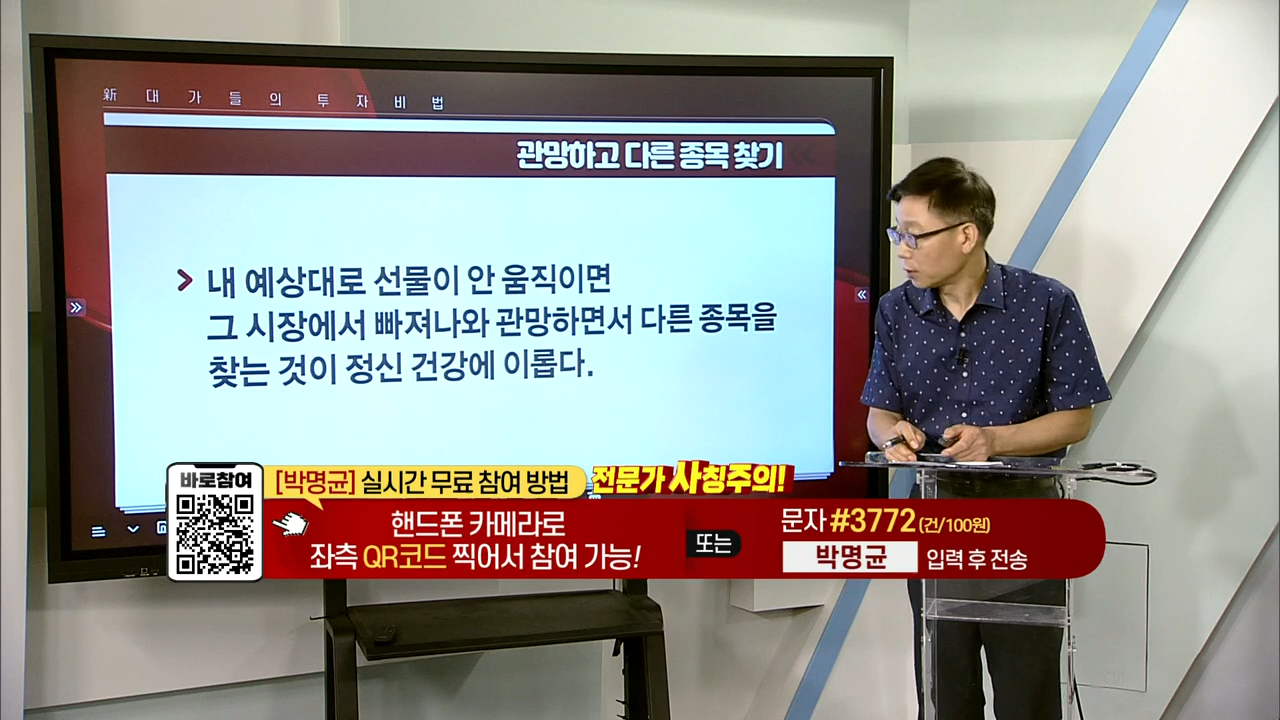 新 대 가 들 의 투 자 비 법
관망하고 다른 종목 찾기
내 예상대로 선물이 안 움직이면
그 시장에서 빠져나와 관망하면서 다른 종목을
찾는 것이 정신 건강에 이롭다.
바로참여
[박명균] 실시간 무료 참여 방법
전문가 사칭주의!
핸드폰 카메라로
좌측 QR코드 찍어서 참여 가능!
또는
문자 #3772 (건/100원)
박명균 입력 후 전송